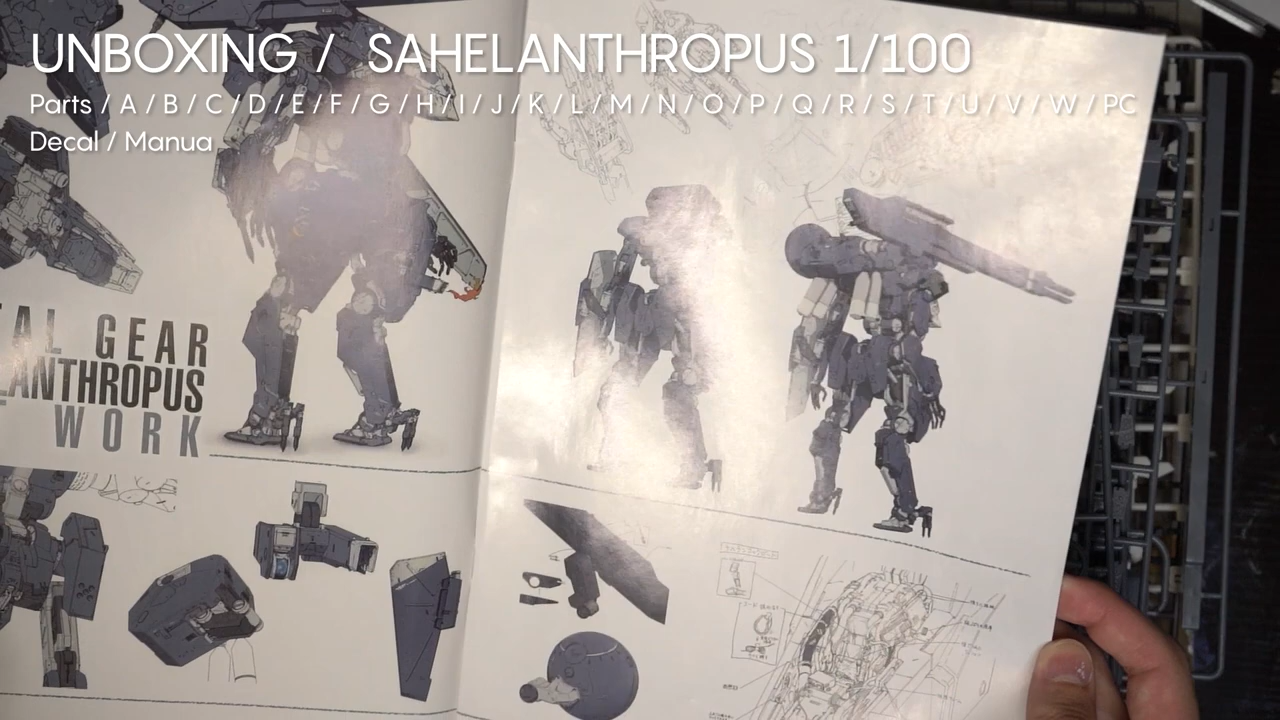 UNBOXING / SAHELANTHROPUS 1/100
Parts / A / B / C / D / E / F / G / H / I / J / K / L / M / N / O / P / Q / R / S / T / U / V / W / PC
Decal / Manua
AL GEAR
LANTHROPUS
WORK